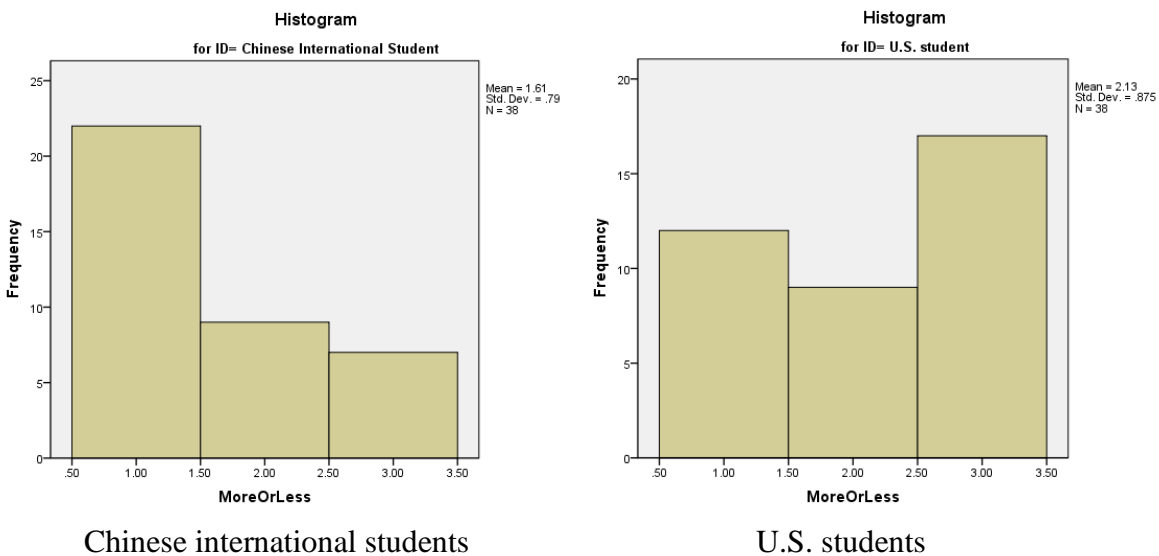 Histogram
for ID= Chinese International Student
Mean = 1.61
Std. Dev. = .79
N = 38
25
20
15
10
5
0
Frequency
.50
1.00
1.50
2.00
2.50
3.00
3.50
MoreOrLess
Chinese international students
Histogram
for ID= U.S. student
Mean = 2.13
Std. Dev. = .875
N = 38
20
15
10
5
0
Frequency
.50
1.00
1.50
2.00
2.50
3.00
3.50
MoreOrLess
U.S. students